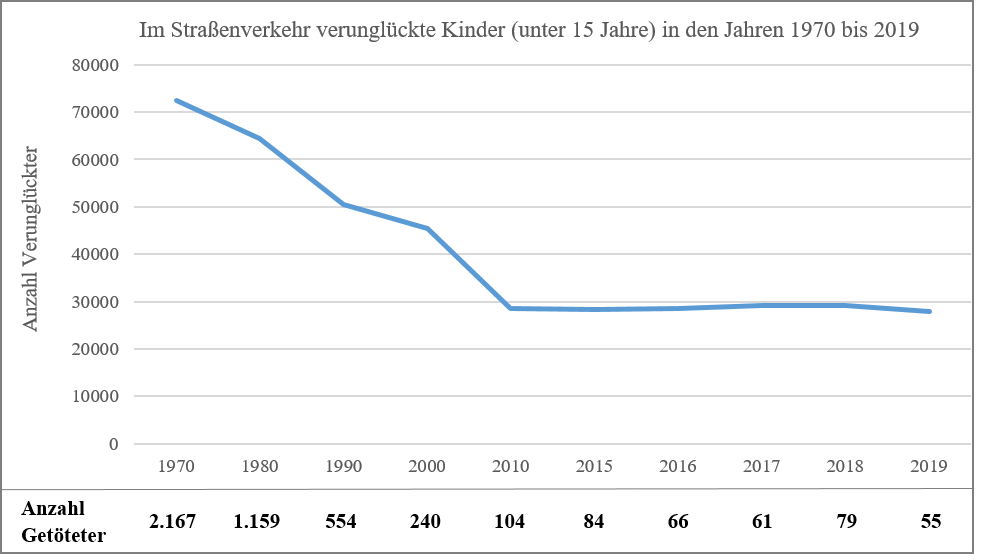 Im Straßenverkehr verunglückte Kinder (unter 15 Jahre) in den Jahren 1970 bis 2019
Anzahl Verunglückter
80000
70000
60000
50000
40000
30000
20000
10000
0
1970 1980 1990 2000 2010 2015 2016 2017 2018 2019
Anzahl
Getöteter
2.167 1.159 554 240 104 84 66 61 79 55